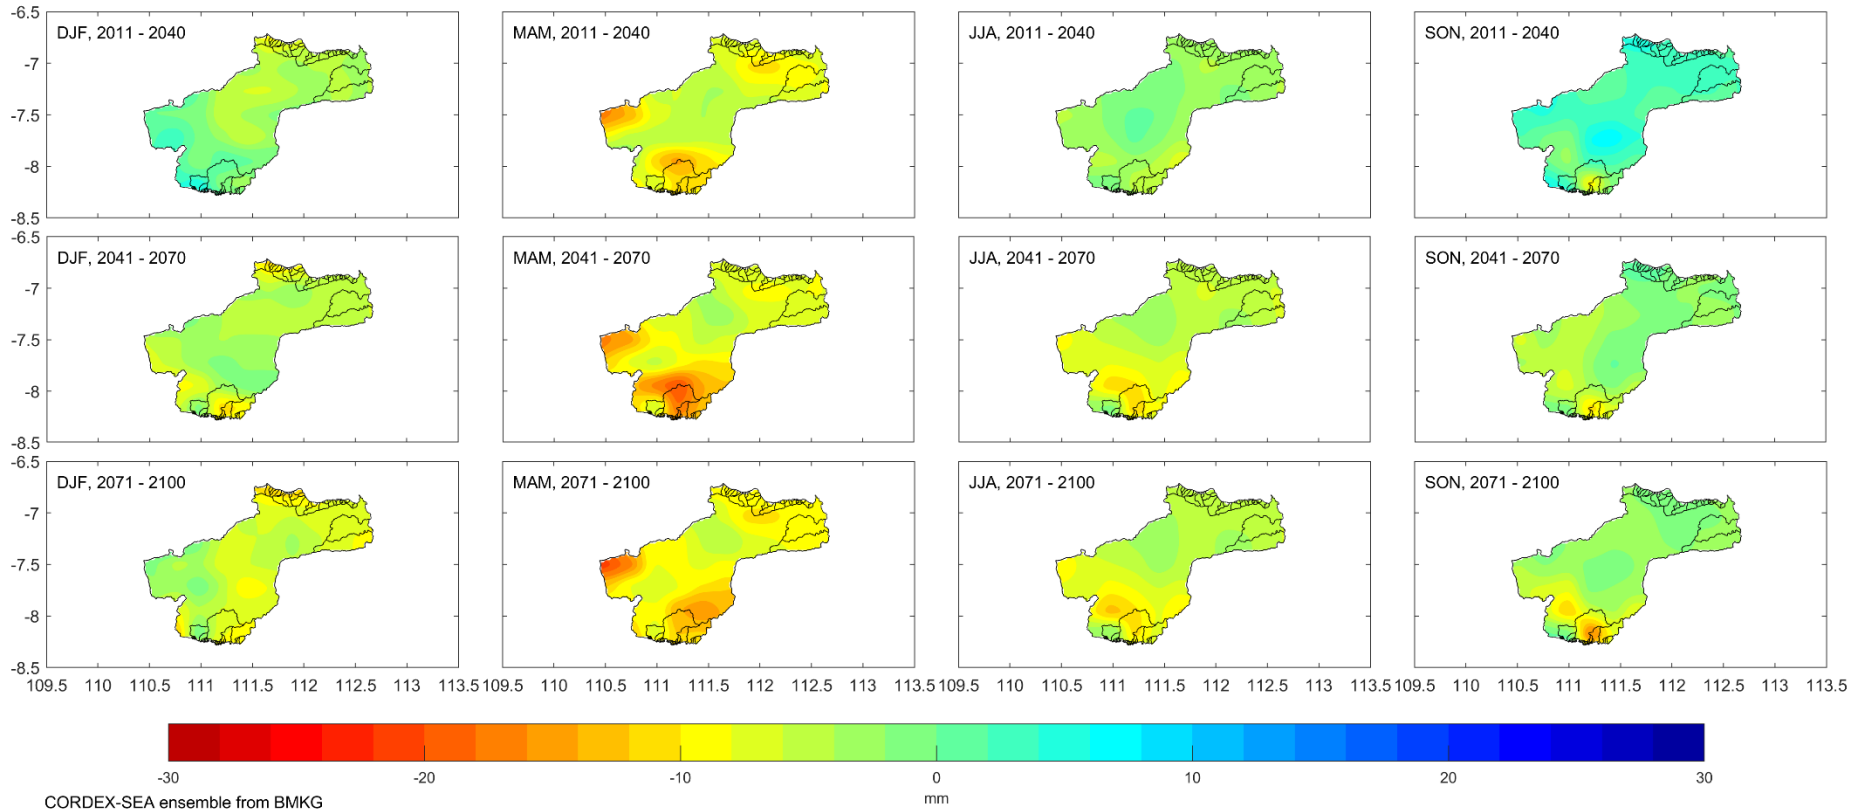 -6.5
DJF, 2011 - 2040
MAM, 2011 - 2040
JJA, 2011 - 2040
SON, 2011 - 2040
-7
-7.5
-8
-8.5
-6.5
DJF, 2041 - 2070
MAM, 2041 - 2070
JJA, 2041 - 2070
SON, 2041 - 2070
-7
-7.5
-8
-8.5
-6.5
DJF, 2071 - 2100
MAM, 2071 - 2100
JJA, 2071 - 2100
SON, 2071 - 2100
-7
-7.5
-8
-8.5
109.5 110 110.5 111 111.5 112 112.5 113 113.5
109.5 110 110.5 111 111.5 112 112.5 113 113.5
109.5 110 110.5 111 111.5 112 112.5 113 113.5
109.5 110 110.5 111 111.5 112 112.5 113 113.5
-30 -20 -10 0 10 20 30
mm
CORDEX-SEA ensemble from BMKG